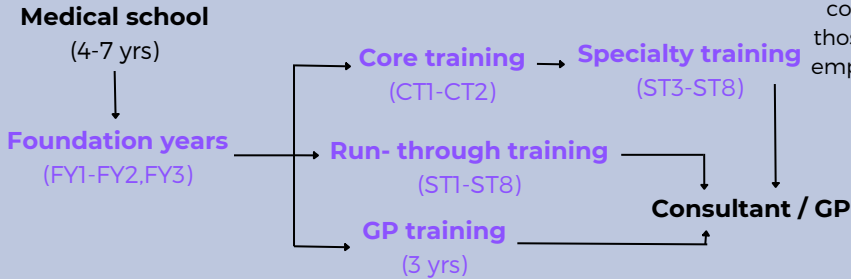 Medical school
(4-7 yrs)
Foundation years
(FY1-FY2,FY3)
Core training
(CT1-CT2)
Specialty training
(ST3-ST8)
Run- through training
(ST1-ST8)
GP training
(3 yrs)
Consultant / GP